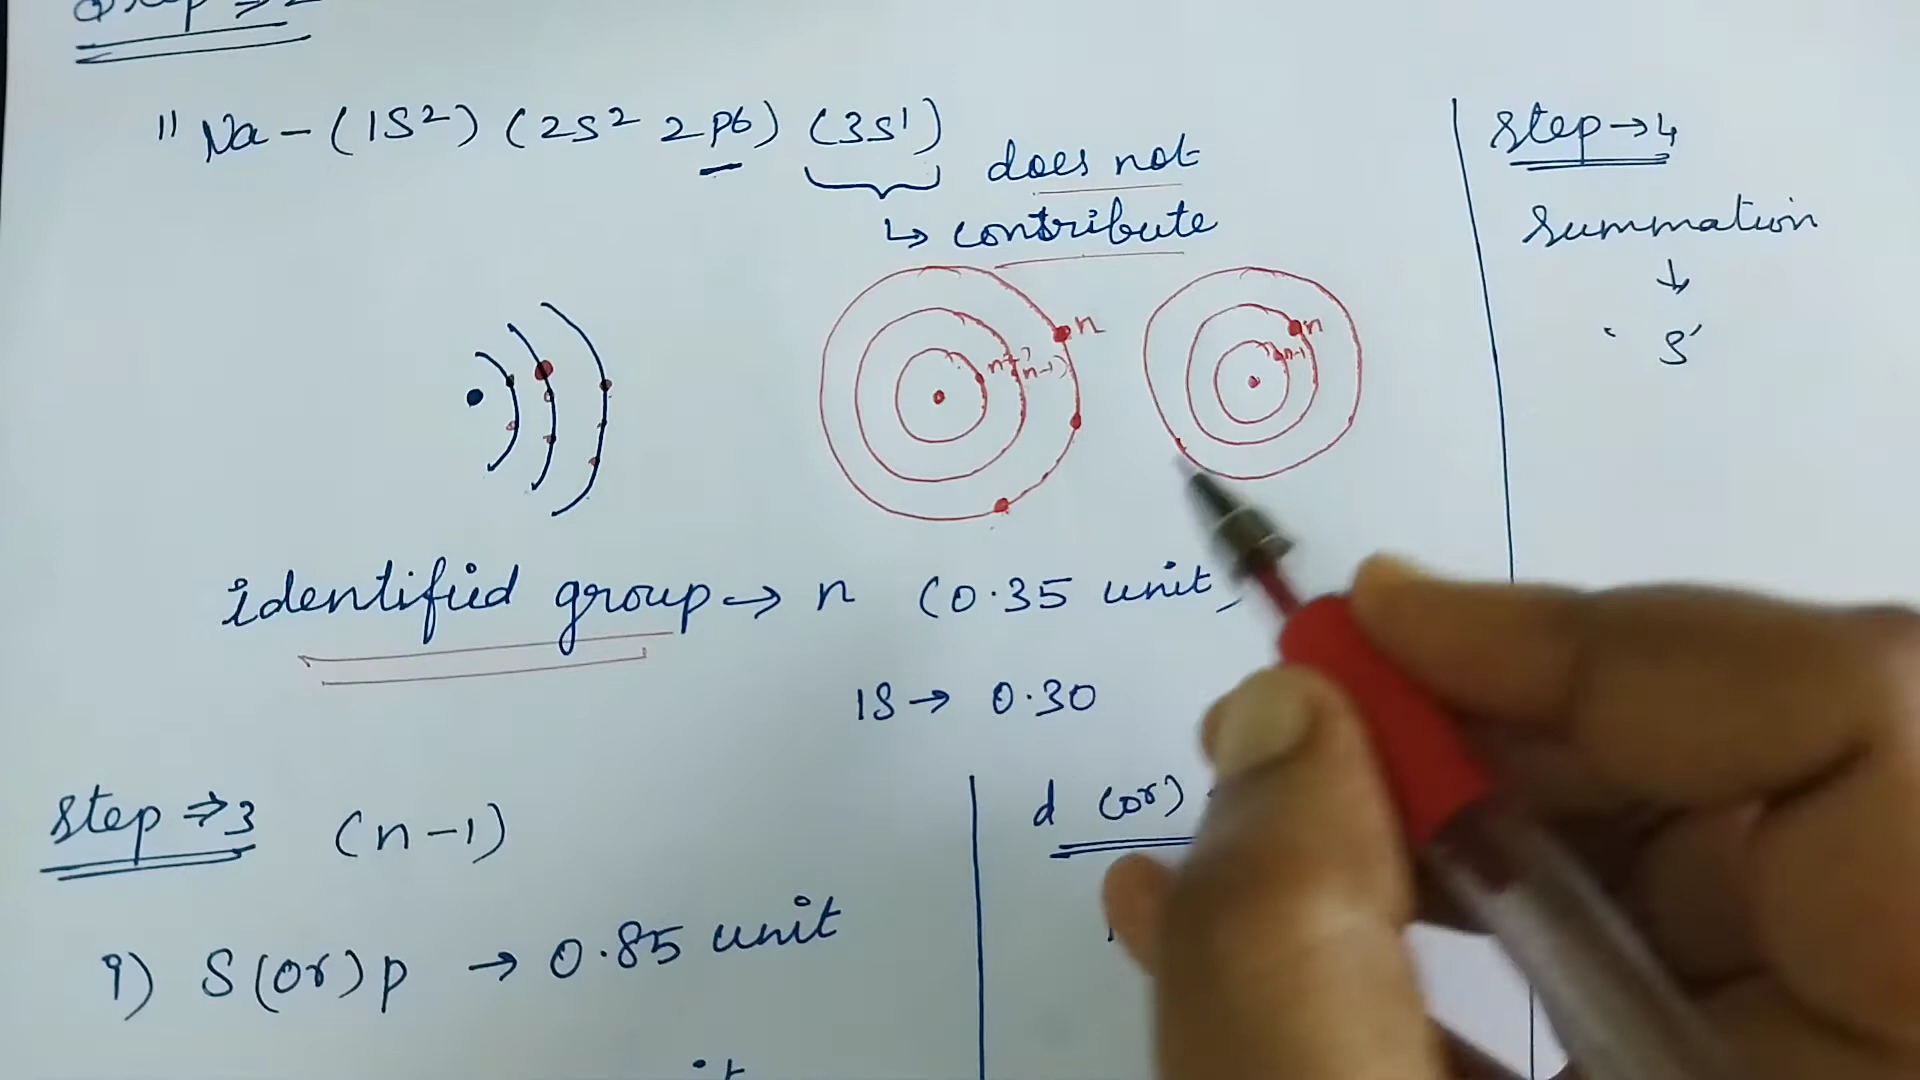 11 Na – (1S²) (2S² 2p6) (3s¹)
does not
↳ contribute
n
n-1)
n
n-1
identified group → n (0.35 unit
1S → 0.30
Step ⇒ 3 (n-1)
i) S(or)p → 0.85 unit
d (or)
Step → 4
Summation
↓
‘S’